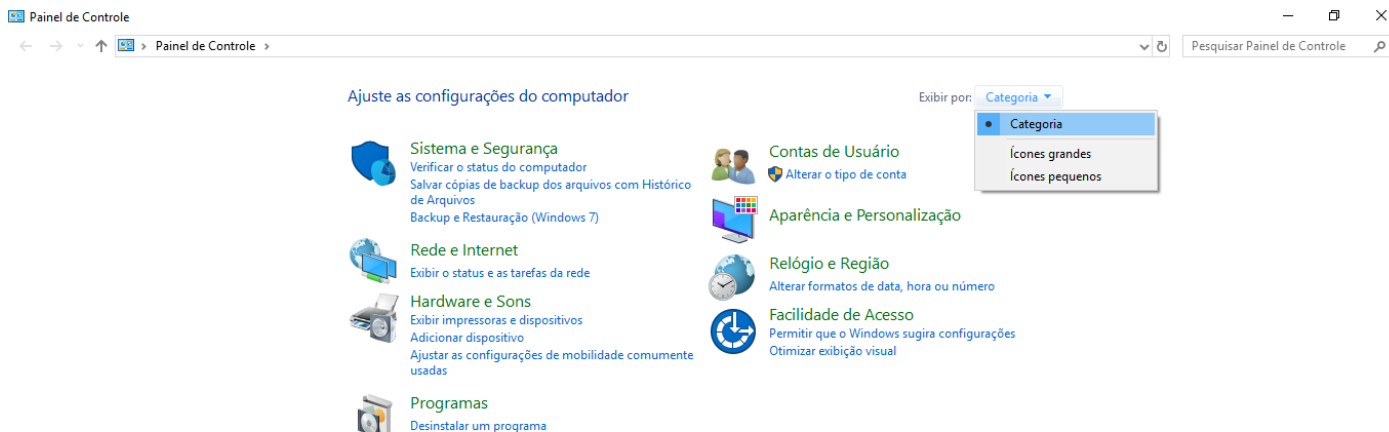 Painel de Controle
Painel de Controle
Pesquisar Painel de Controle
Ajuste as configurações do computador
Exibir por: Categoria
Categoria
Ícones grandes
Ícones pequenos
Sistema e Segurança
Verificar o status do computador
Salvar cópias de backup dos arquivos com Histórico
de Arquivos
Backup e Restauração (Windows 7)
Rede e Internet
Exibir o status e as tarefas da rede
Hardware e Sons
Exibir impressoras e dispositivos
Adicionar dispositivo
Ajustar as configurações de mobilidade comumente
usadas
Programas
Desinstalar um programa
Contas de Usuário
Alterar o tipo de conta
Aparência e Personalização
Relógio e Região
Alterar formatos de data, hora ou número
Facilidade de Acesso
Permitir que o Windows sugira configurações
Otimizar exibição visual